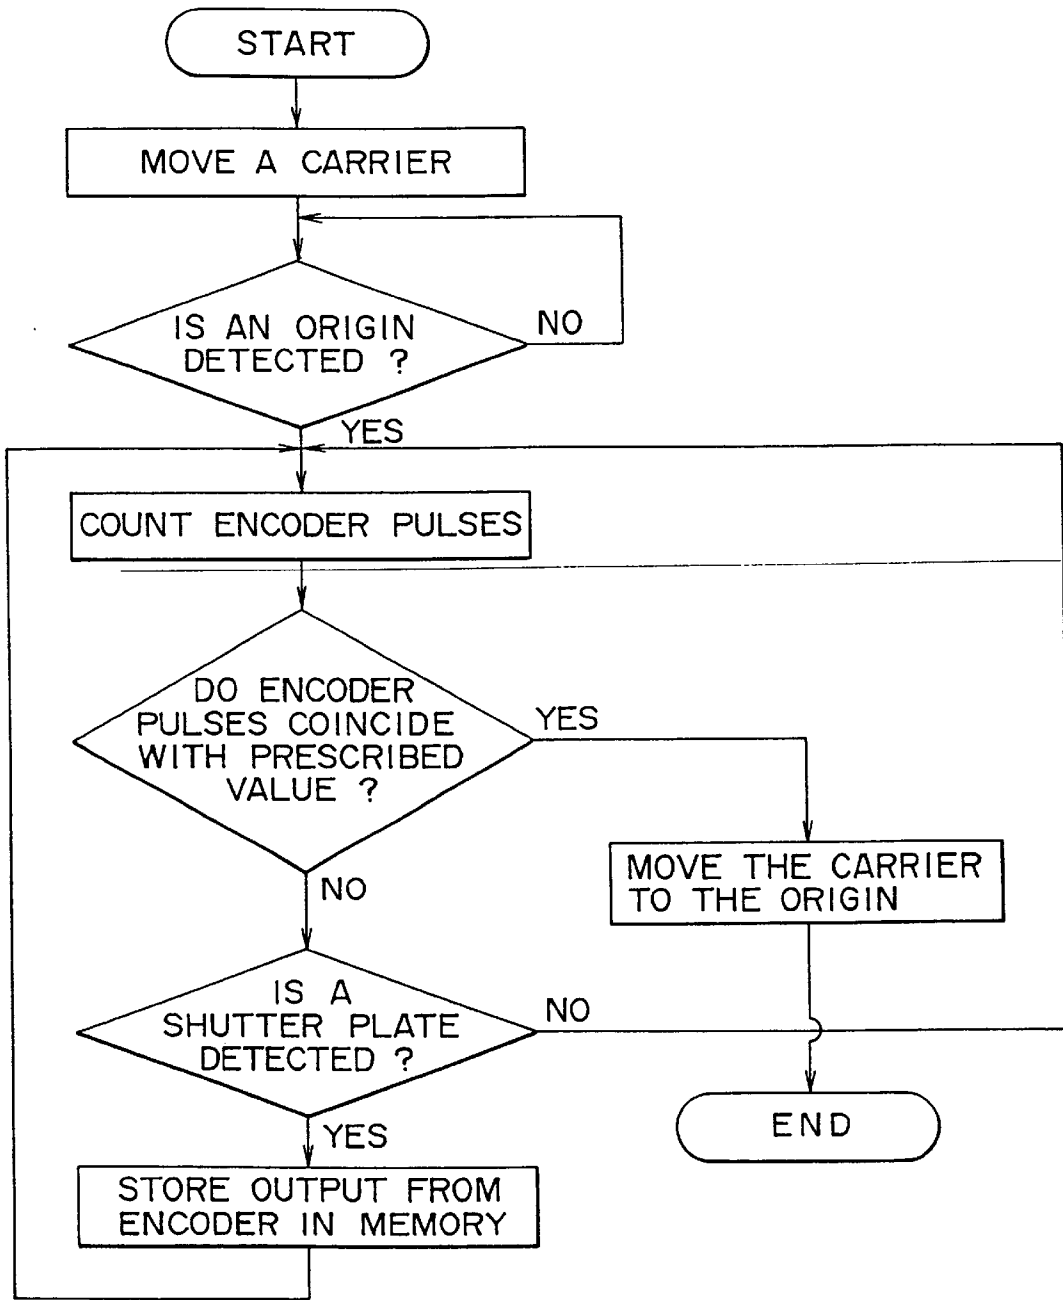 START
MOVE A CARRIER
IS AN ORIGIN
DETECTED ?
NO
YES
COUNT ENCODER PULSES
DO ENCODER
PULSES COINCIDE
WITH PRESCRIBED
VALUE ?
YES
NO
MOVE THE CARRIER
TO THE ORIGIN
IS A
SHUTTER PLATE
DETECTED ?
NO
YES
END
STORE OUTPUT FROM
ENCODER IN MEMORY